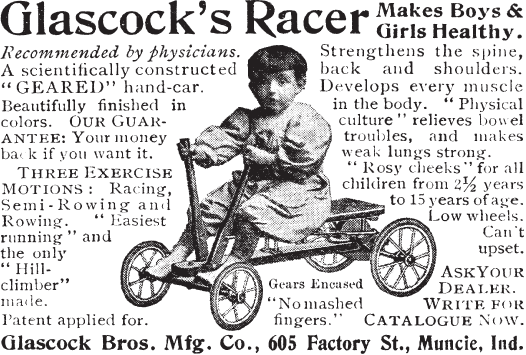 Glascock's Racer
Makes Boys &
Girls Healthy.
Recommended by physicians.
A scientifically constructed
"GEARED" hand-car.
Beautifully finished in
colors. OUR GUAR-
ANTEE: Your money
back if you want it.
THREE EXERCISE
MOTIONS: Racing,
Semi-Rowing and
Rowing. "Easiest
running" and
the only
"Hill-
climber"
made.
Patent applied for.
Strengthens the spine,
back and shoulders.
Develops every muscle
in the body. "Physical
culture" relieves bowel
troubles, and makes
weak lungs strong.
"Rosy cheeks" for all
children from 2½ years
to 15 years of age.
Low wheels.
Can't
upset.
Gears Encased
"No mashed
fingers."
ASK YOUR
DEALER.
WRITE FOR
CATALOGUE NOW.
Glascock Bros. Mfg. Co., 605 Factory St., Muncie, Ind.